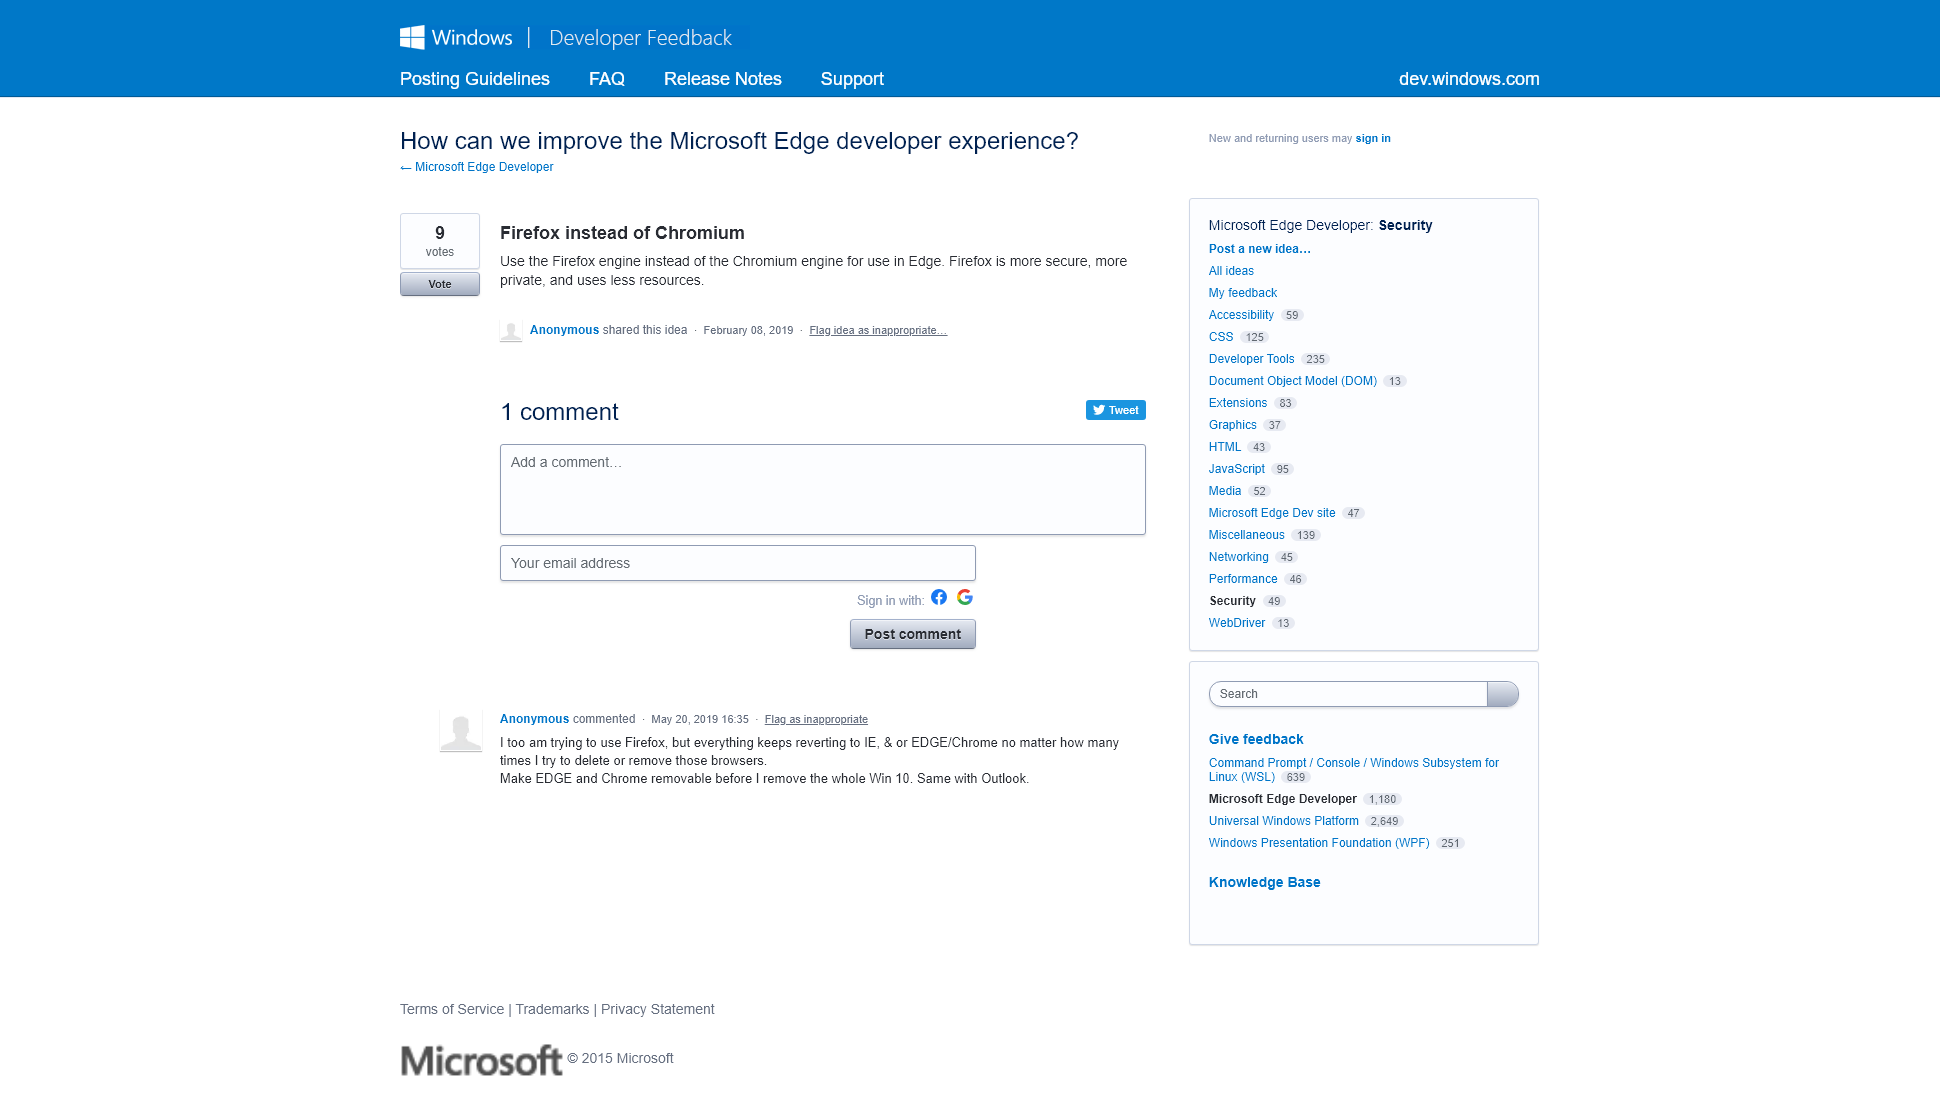 Windows | Developer Feedback
Posting Guidelines FAQ Release Notes Support dev.windows.com
How can we improve the Microsoft Edge developer experience?
← Microsoft Edge Developer
New and returning users may sign in
9
votes
Vote
Firefox instead of Chromium
Use the Firefox engine instead of the Chromium engine for use in Edge. Firefox is more secure, more
private, and uses less resources.
Anonymous shared this idea · February 08, 2019 · Flag idea as inappropriate…
1 comment
Tweet
Add a comment…
Your email address
Sign in with:
Post comment
Anonymous commented · May 20, 2019 16:35 · Flag as inappropriate
I too am trying to use Firefox, but everything keeps reverting to IE, & or EDGE/Chrome no matter how many
times I try to delete or remove those browsers.
Make EDGE and Chrome removable before I remove the whole Win 10. Same with Outlook.
Microsoft Edge Developer: Security
Post a new idea…
All ideas
My feedback
Accessibility 59
CSS 125
Developer Tools 235
Document Object Model (DOM) 13
Extensions 83
Graphics 37
HTML 43
JavaScript 95
Media 52
Microsoft Edge Dev site 47
Miscellaneous 139
Networking 45
Performance 46
Security 49
WebDriver 13
Search
Give feedback
Command Prompt / Console / Windows Subsystem for
Linux (WSL) 639
Microsoft Edge Developer 1,180
Universal Windows Platform 2,649
Windows Presentation Foundation (WPF) 251
Knowledge Base
Terms of Service | Trademarks | Privacy Statement
Microsoft © 2015 Microsoft